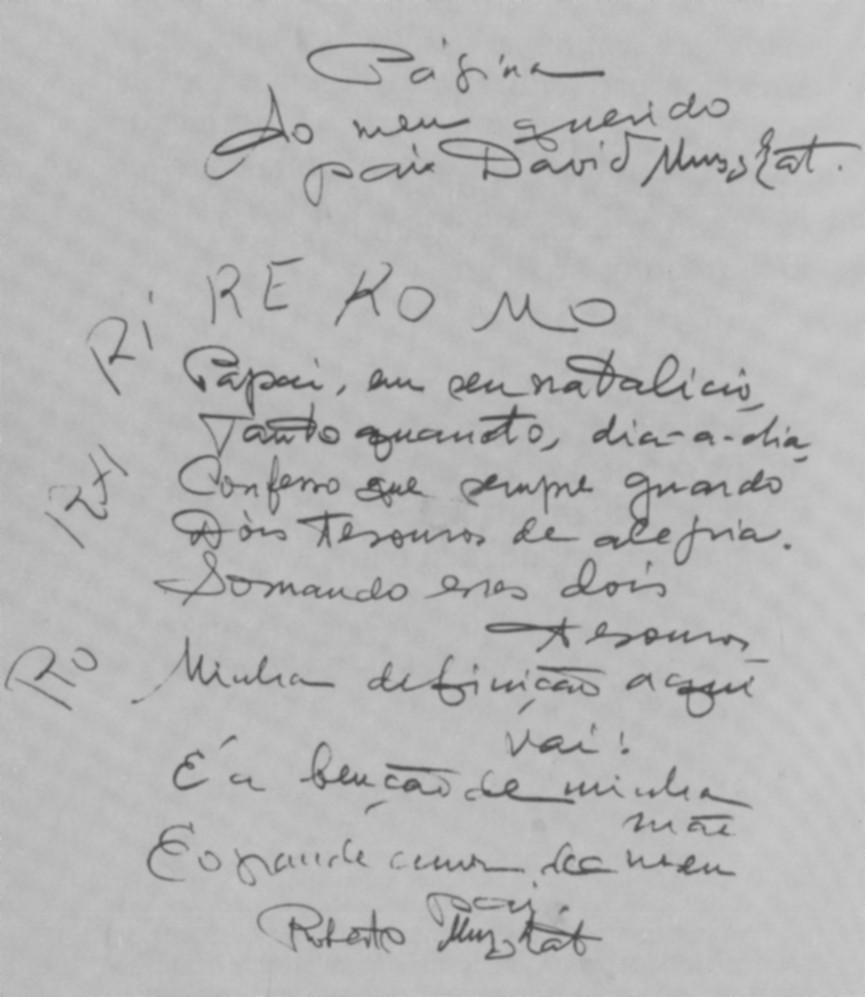 Página
Ao meu querido
pai David Muszkat.
RE KO MO
Ri
Papai, em seu natalicio,
Tanto quanto, dia-a-dia,
Confesso que sempre guardo
Dois Tesouros de alegria.
Somando esses dois
tesouros
Ro Minha definição aqui
vai!
E' a benção de minha
mãe
E o grande amor de meu
pai.
Roberto Muszkat